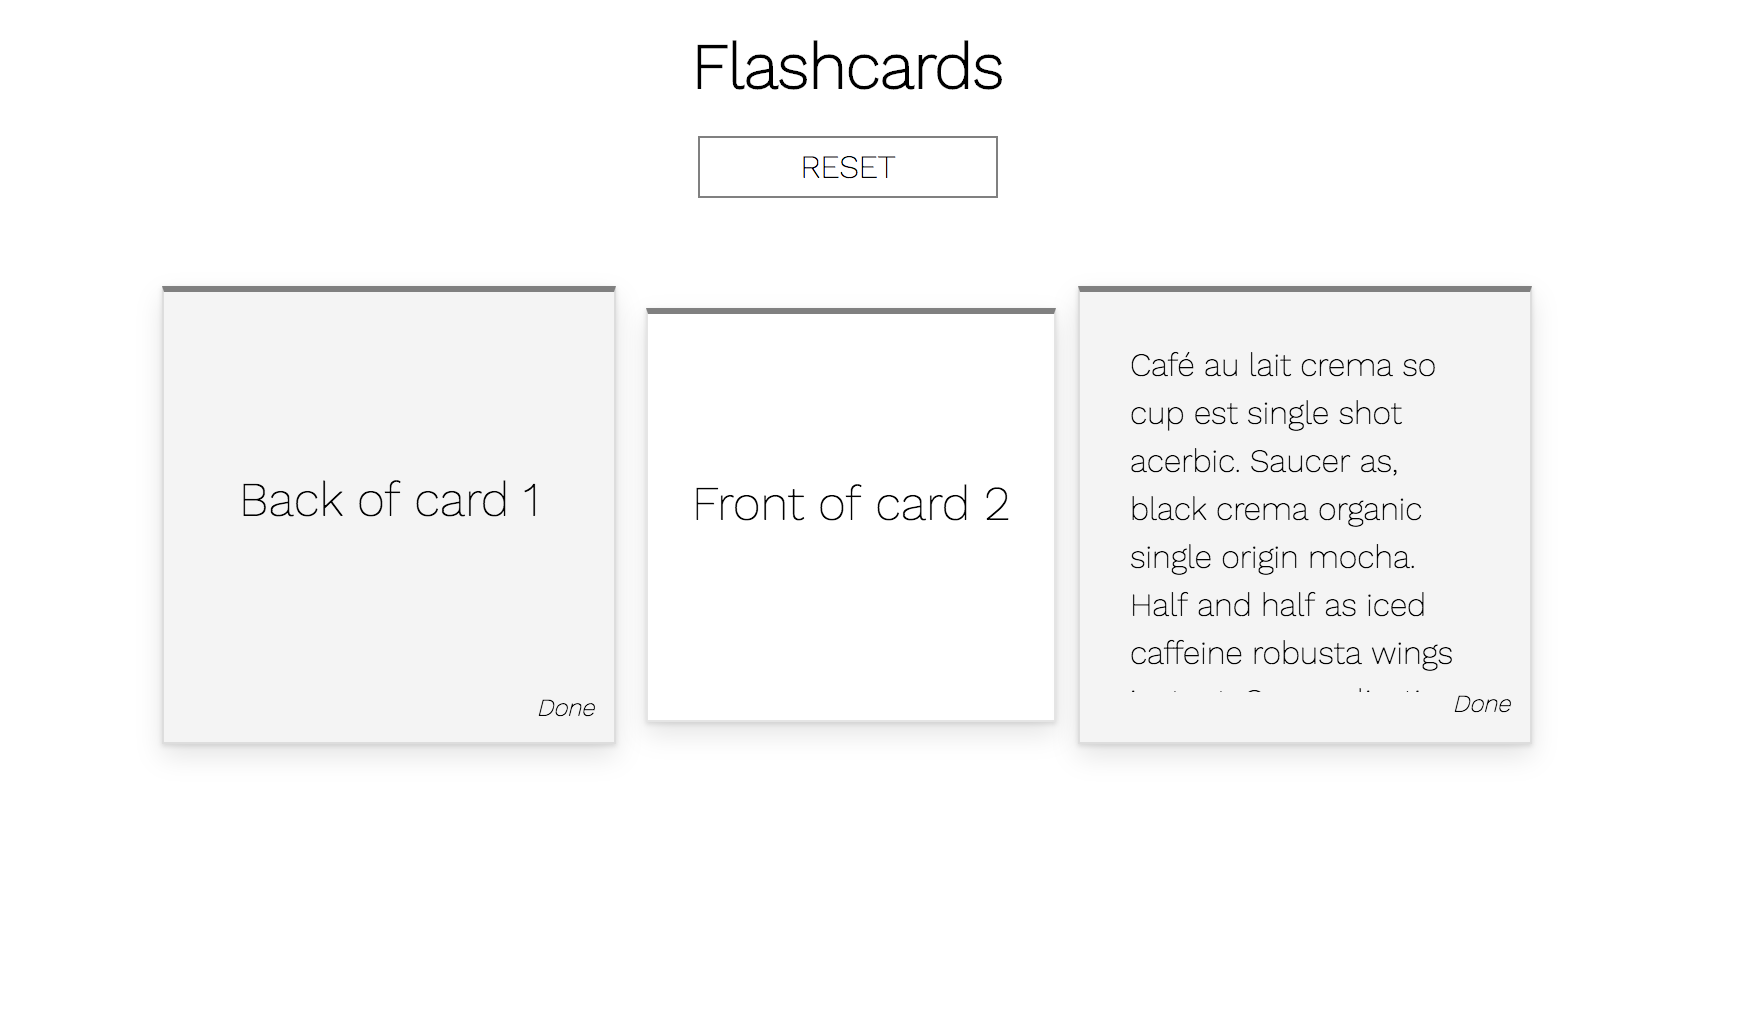 Flashcards
RESET
Back of card 1
Done
Front of card 2
Café au lait crema so
cup est single shot
acerbic. Saucer as,
black crema organic
single origin mocha.
Half and half as iced
caffeine robusta wings
Done